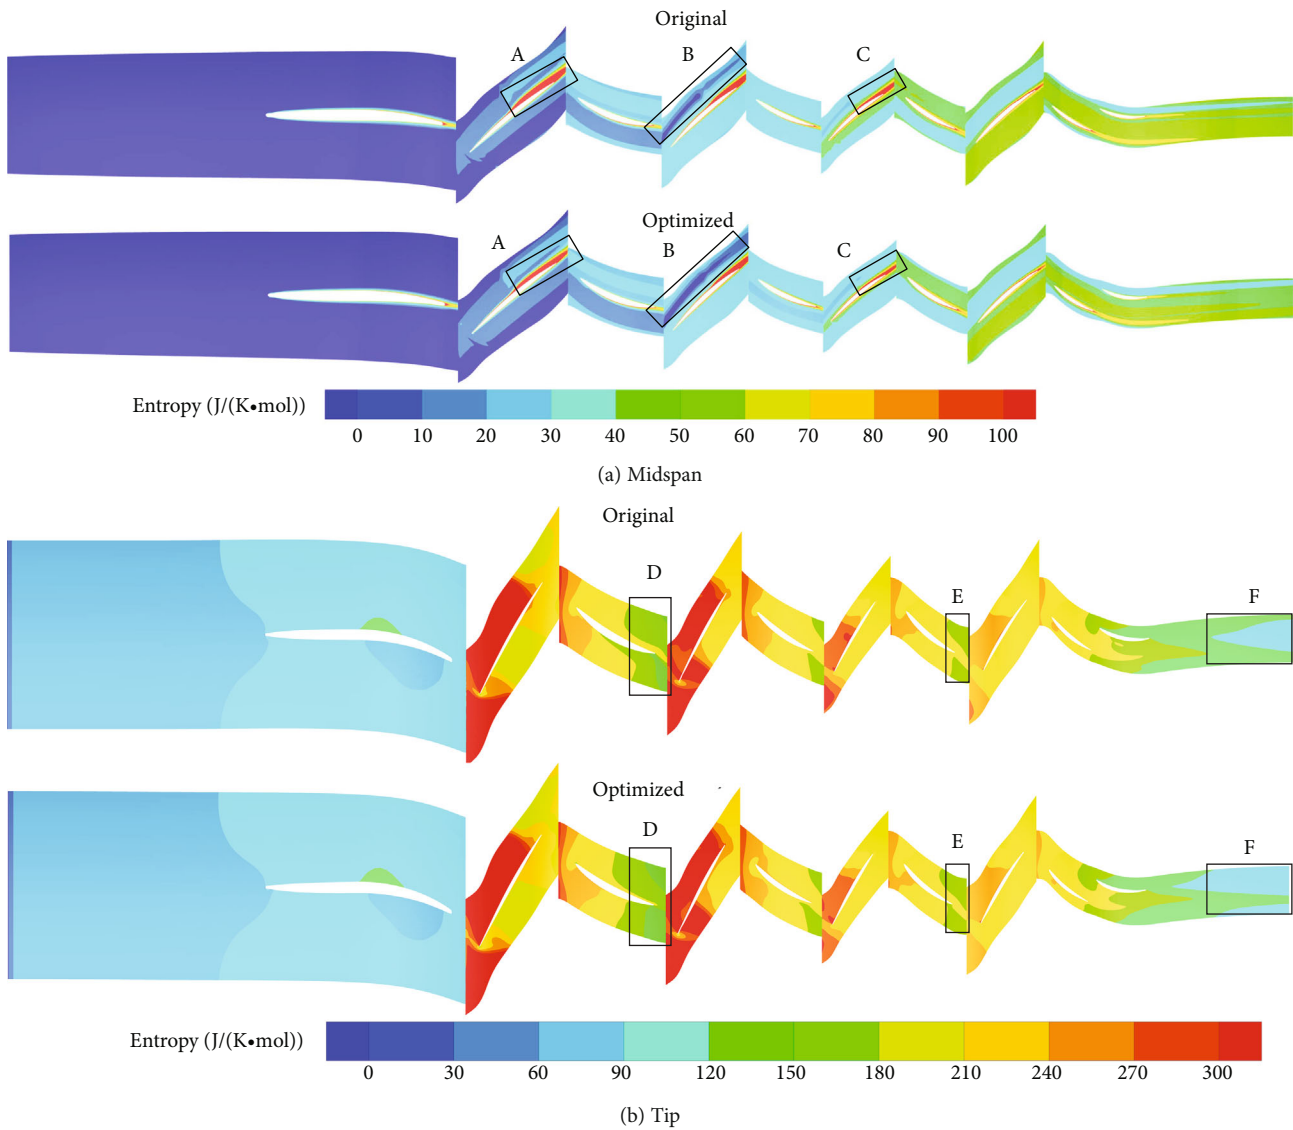 Original
A
B
C
Optimized
A
B
C
Entropy (J/(K•mol))
0 10 20 30 40 50 60 70 80 90 100
(a) Midspan
Original
D
E
F
Optimized
D
E
F
Entropy (J/(K•mol))
0 30 60 90 120 150 180 210 240 270 300
(b) Tip